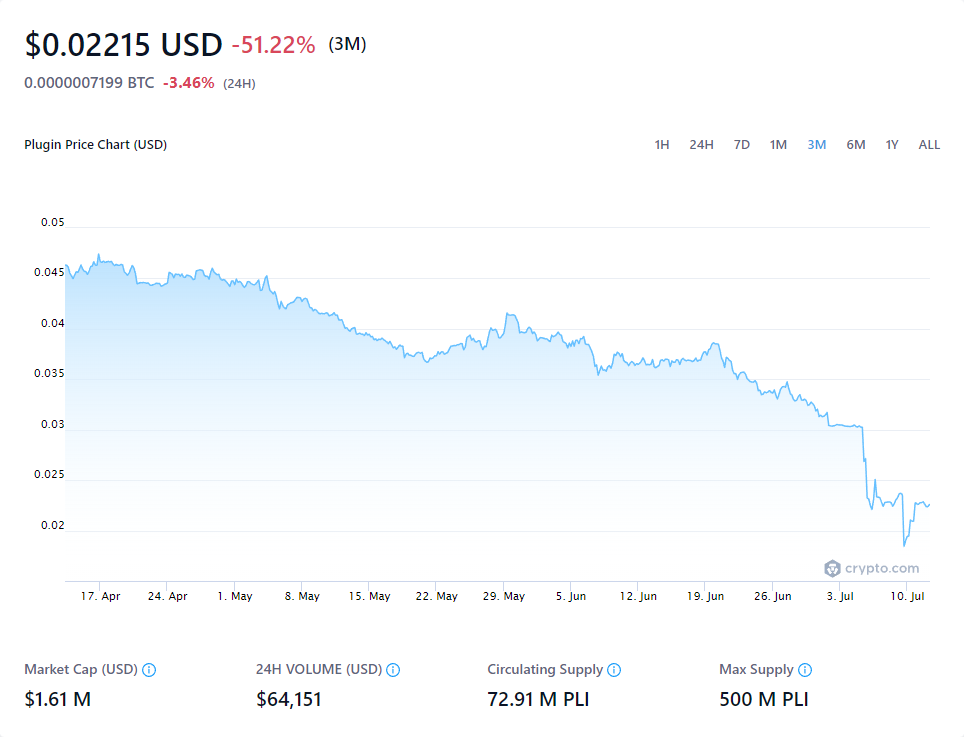 $0.02215 USD -51.22% (3M)
0.0000007199 BTC -3.46% (24H)
Plugin Price Chart (USD) 1H 24H 7D 1M 3M 6M 1Y ALL
0.05
0.045
0.04
0.035
0.03
0.025
0.02
crypto.com
17. Apr 24. Apr 1. May 8. May 15. May 22. May 29. May 5. Jun 12. Jun 19. Jun 26. Jun 3. Jul 10. Jul
Market Cap (USD) 24H VOLUME (USD) Circulating Supply Max Supply
$1.61 M $64,151 72.91 M PLI 500 M PLI